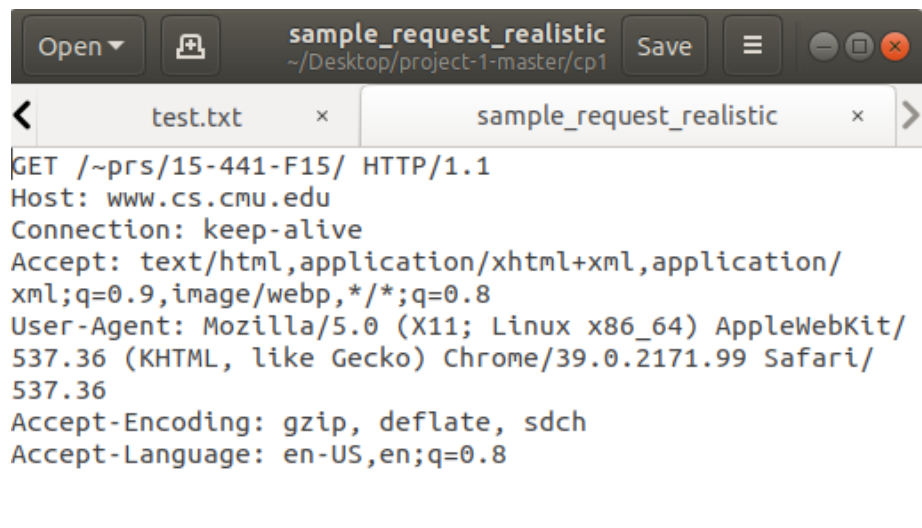 Open
sample_request_realistic
~/Desktop/project-1-master/cp1
Save
test.txt
sample_request_realistic
GET /~prs/15-441-F15/ HTTP/1.1
Host: www.cs.cmu.edu
Connection: keep-alive
Accept: text/html,application/xhtml+xml,application/
xml;q=0.9,image/webp,*/*;q=0.8
User-Agent: Mozilla/5.0 (X11; Linux x86_64) AppleWebKit/
537.36 (KHTML, like Gecko) Chrome/39.0.2171.99 Safari/
537.36
Accept-Encoding: gzip, deflate, sdch
Accept-Language: en-US,en;q=0.8